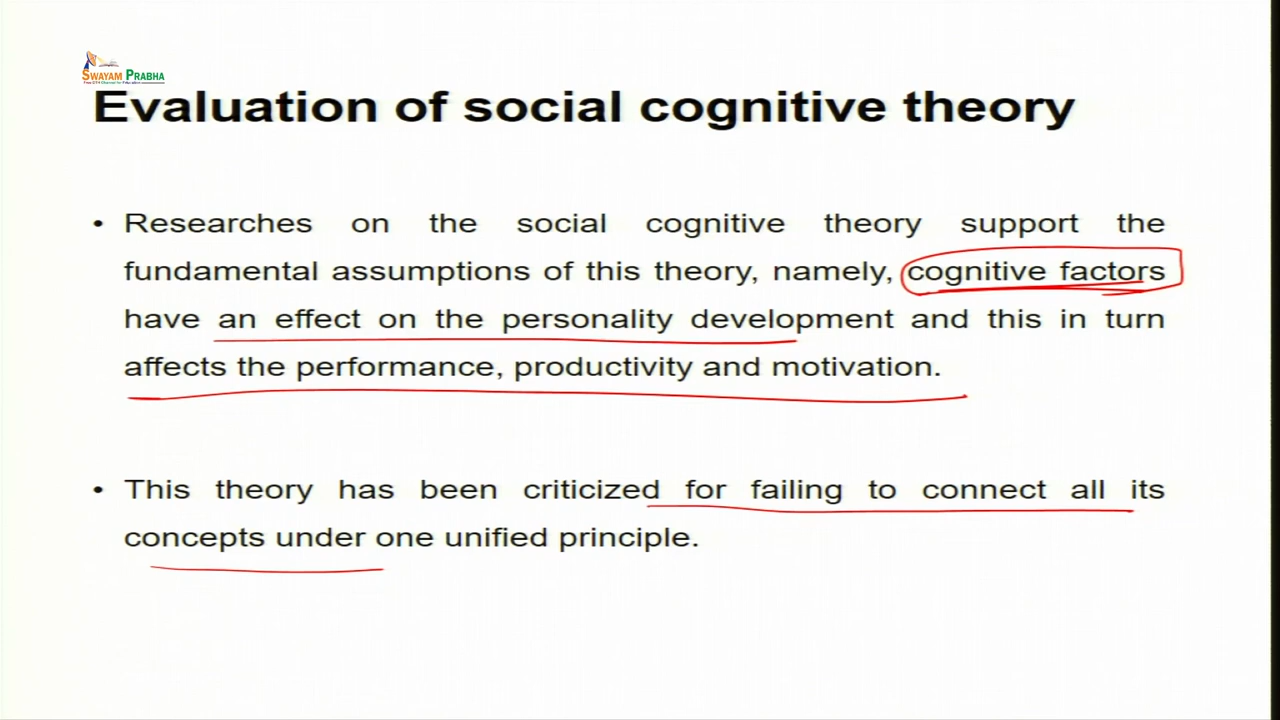 SWAYAM PRABHA
Evaluation of social cognitive theory
• Researches on the social cognitive theory support the
fundamental assumptions of this theory, namely, cognitive factors
have an effect on the personality development and this in turn
affects the performance, productivity and motivation.
• This theory has been criticized for failing to connect all its
concepts under one unified principle.